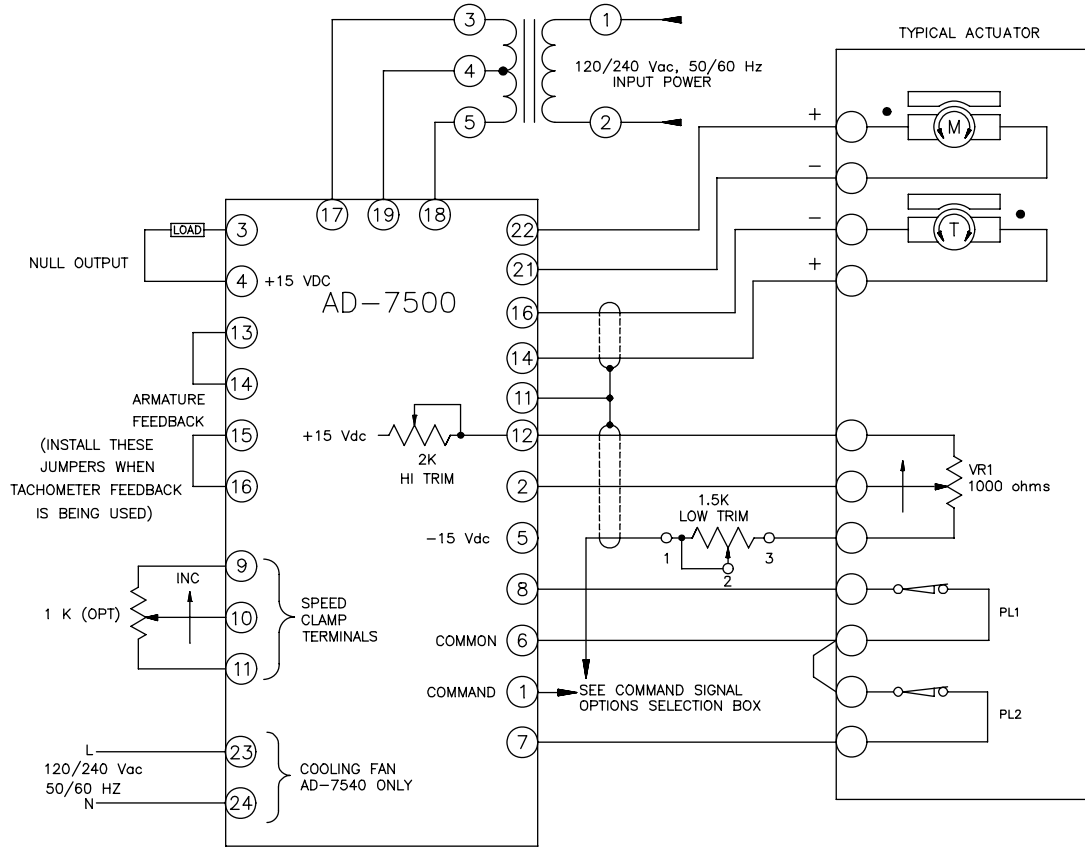 3
1
TYPICAL ACTUATOR
4
120/240 Vac, 50/60 Hz
INPUT POWER
5
2
+
M
17
19
18
−
LOAD
3
22
−
T
NULL OUTPUT
21
+
4
+15 VDC
AD-7500
16
13
14
14
11
ARMATURE
FEEDBACK
15
+15 Vdc
12
(INSTALL THESE
JUMPERS WHEN
TACHOMETER FEEDBACK
IS BEING USED)
2K
HI TRIM
16
2
VR1
1000 ohms
1.5K
LOW TRIM
-15 Vdc
5
1
2
3
9
INC
8
1 K (OPT)
10
SPEED
CLAMP
TERMINALS
PL1
COMMON
6
11
COMMAND
1
SEE COMMAND SIGNAL
OPTIONS SELECTION BOX
PL2
7
L
23
120/240 Vac
50/60 HZ
COOLING FAN
AD-7540 ONLY
N
24